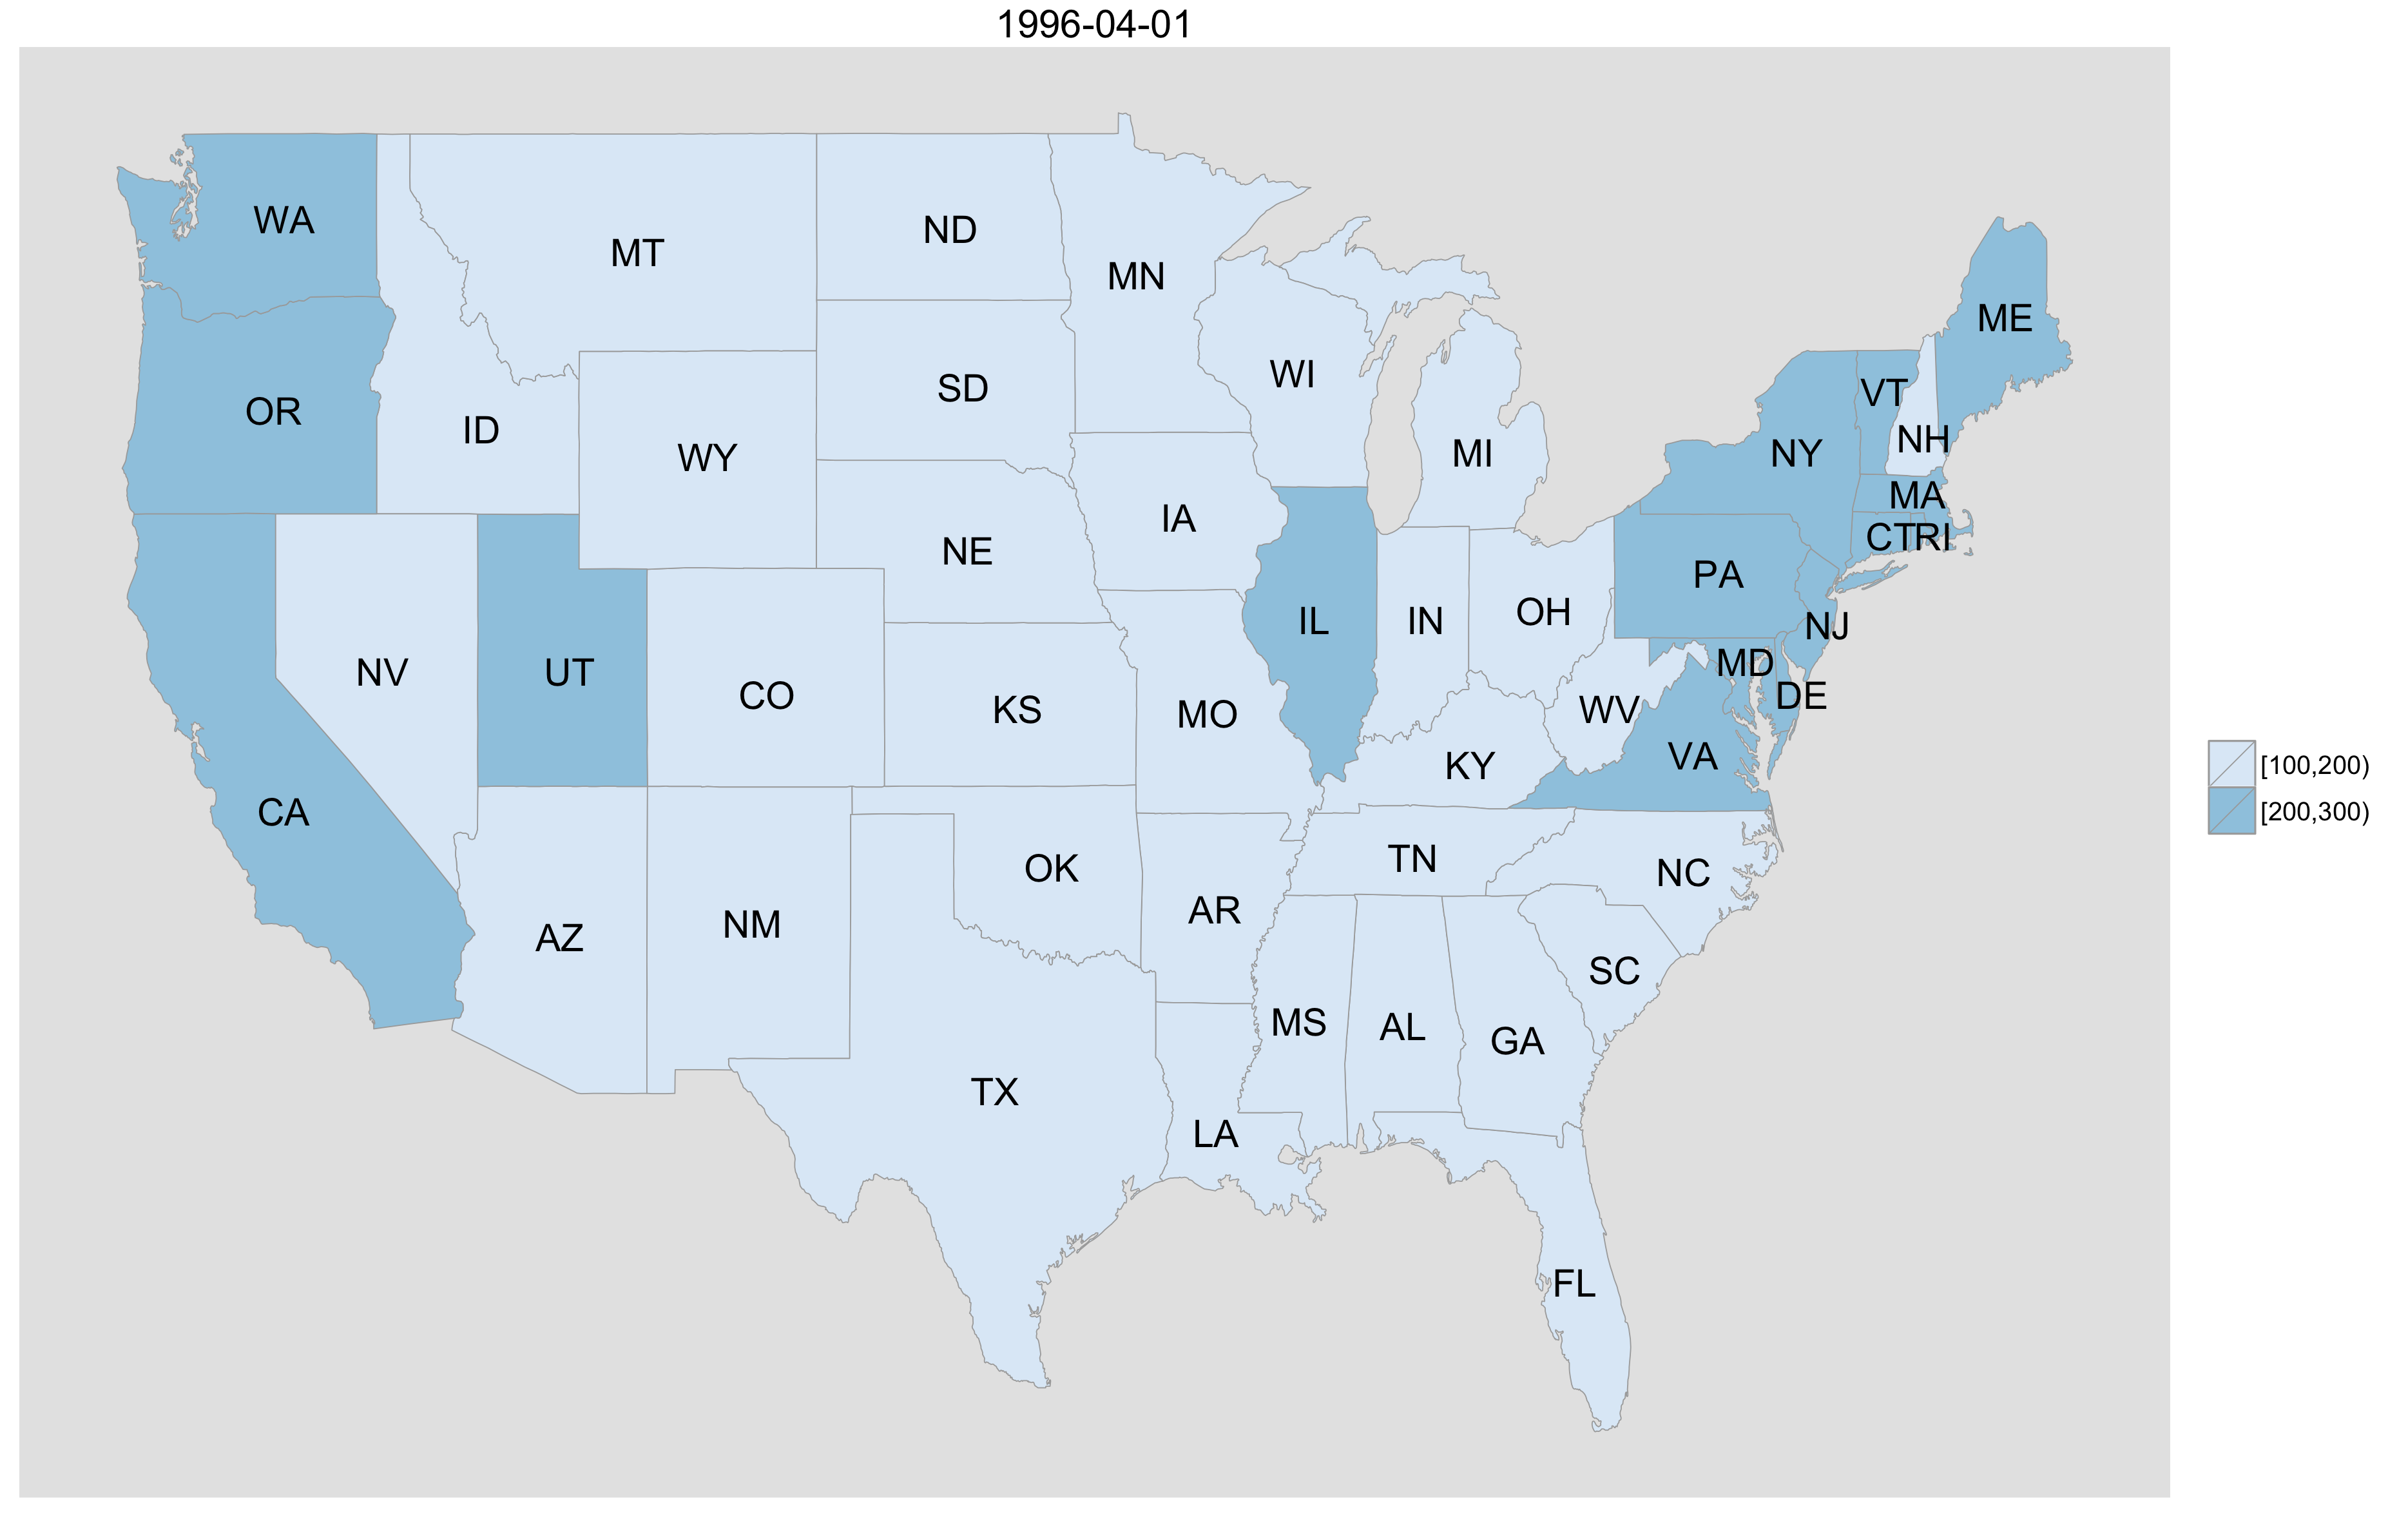 1996-04-01
WA
MT
ND
MN
ME
OR
ID
WY
SD
WI
MI
NY
VT
NH
MA
CT
RI
NE
IA
PA
NJ
NV
UT
CO
KS
MO
IL
IN
OH
WV
MD
DE
VA
KY
CA
AZ
NM
OK
AR
TN
NC
SC
TX
LA
MS
AL
GA
FL
[100,200)
[200,300)